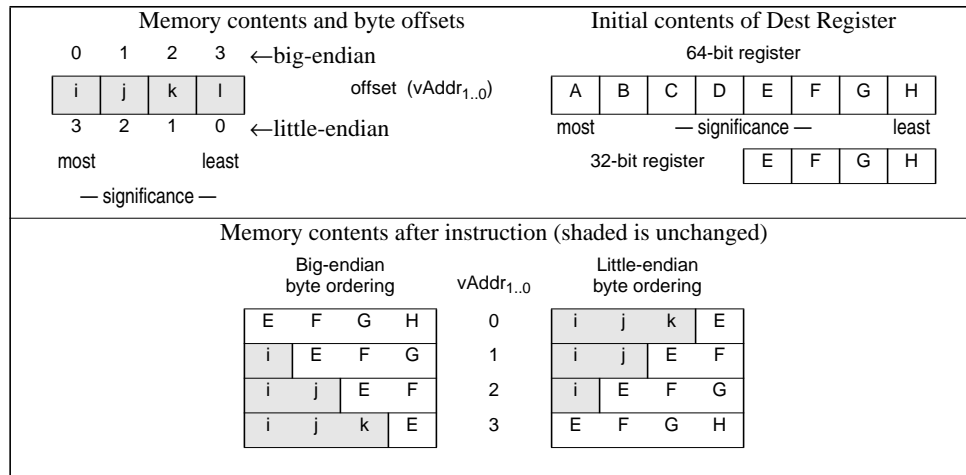 Memory contents and byte offsets
Initial contents of Dest Register
0 1 2 3 ←big-endian
64-bit register
i j k l
offset (vAddr1..0)
A B C D E F G H
3 2 1 0 ←little-endian
most — significance — least
most least
32-bit register E F G H
— significance —
Memory contents after instruction (shaded is unchanged)
Big-endian
byte ordering
vAddr1..0
Little-endian
byte ordering
E F G H 0 i j k E
i E F G 1 i j E F
i j E F 2 i E F G
i j k E 3 E F G H